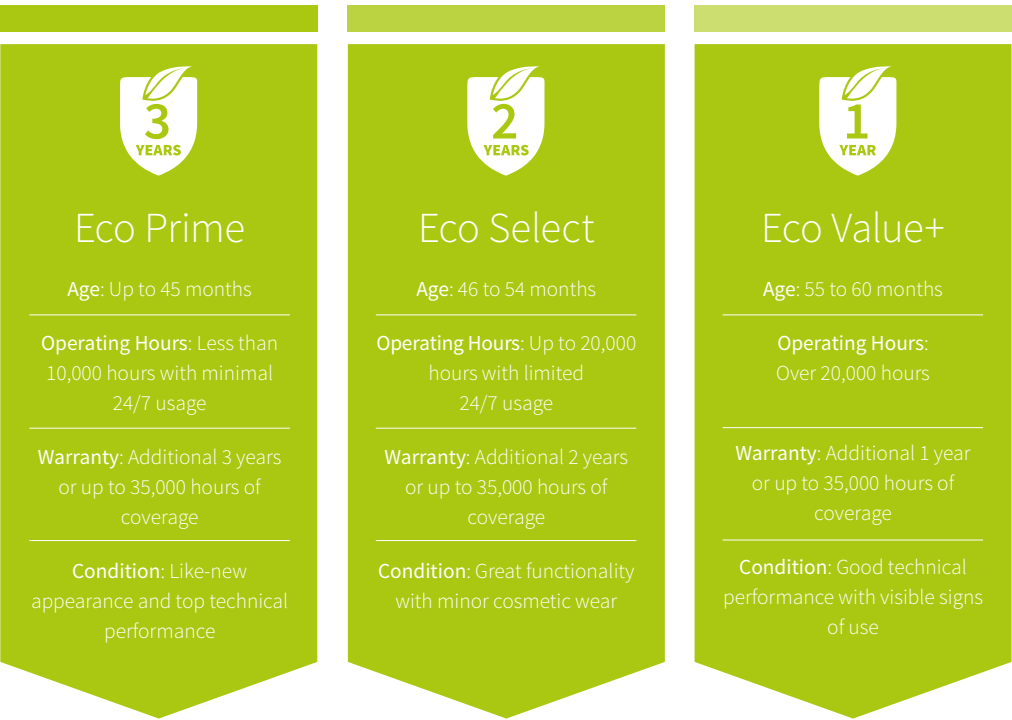 3
YEARS
Eco Prime
Age: Up to 45 months
Operating Hours: Less than
10,000 hours with minimal
24/7 usage
Warranty: Additional 3 years
or up to 35,000 hours of
coverage
Condition: Like-new
appearance and top technical
performance
2
YEARS
Eco Select
Age: 46 to 54 months
Operating Hours: Up to 20,000
hours with limited
24/7 usage
Warranty: Additional 2 years
or up to 35,000 hours of
coverage
Condition: Great functionality
with minor cosmetic wear
1
YEAR
Eco Value+
Age: 55 to 60 months
Operating Hours:
Over 20,000 hours
Warranty: Additional 1 year
or up to 35,000 hours of
coverage
Condition: Good technical
performance with visible signs
of use